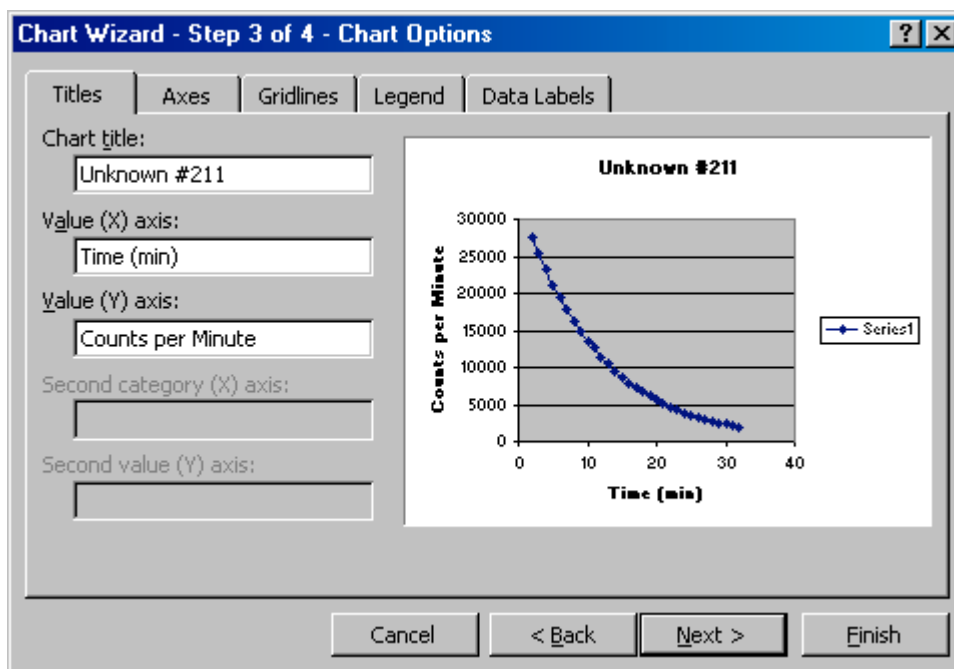 Chart Wizard - Step 3 of 4 - Chart Options
Titles Axes Gridlines Legend Data Labels
Chart title:
Unknown #211
Value (X) axis:
Time (min)
Value (Y) axis:
Counts per Minute
Second category (X) axis:
Second value (Y) axis:
Unknown #211
Counts per Minute
30000
25000
20000
15000
10000
5000
0
0 10 20 30 40
Time (min)
Series1
Cancel < Back Next > Finish